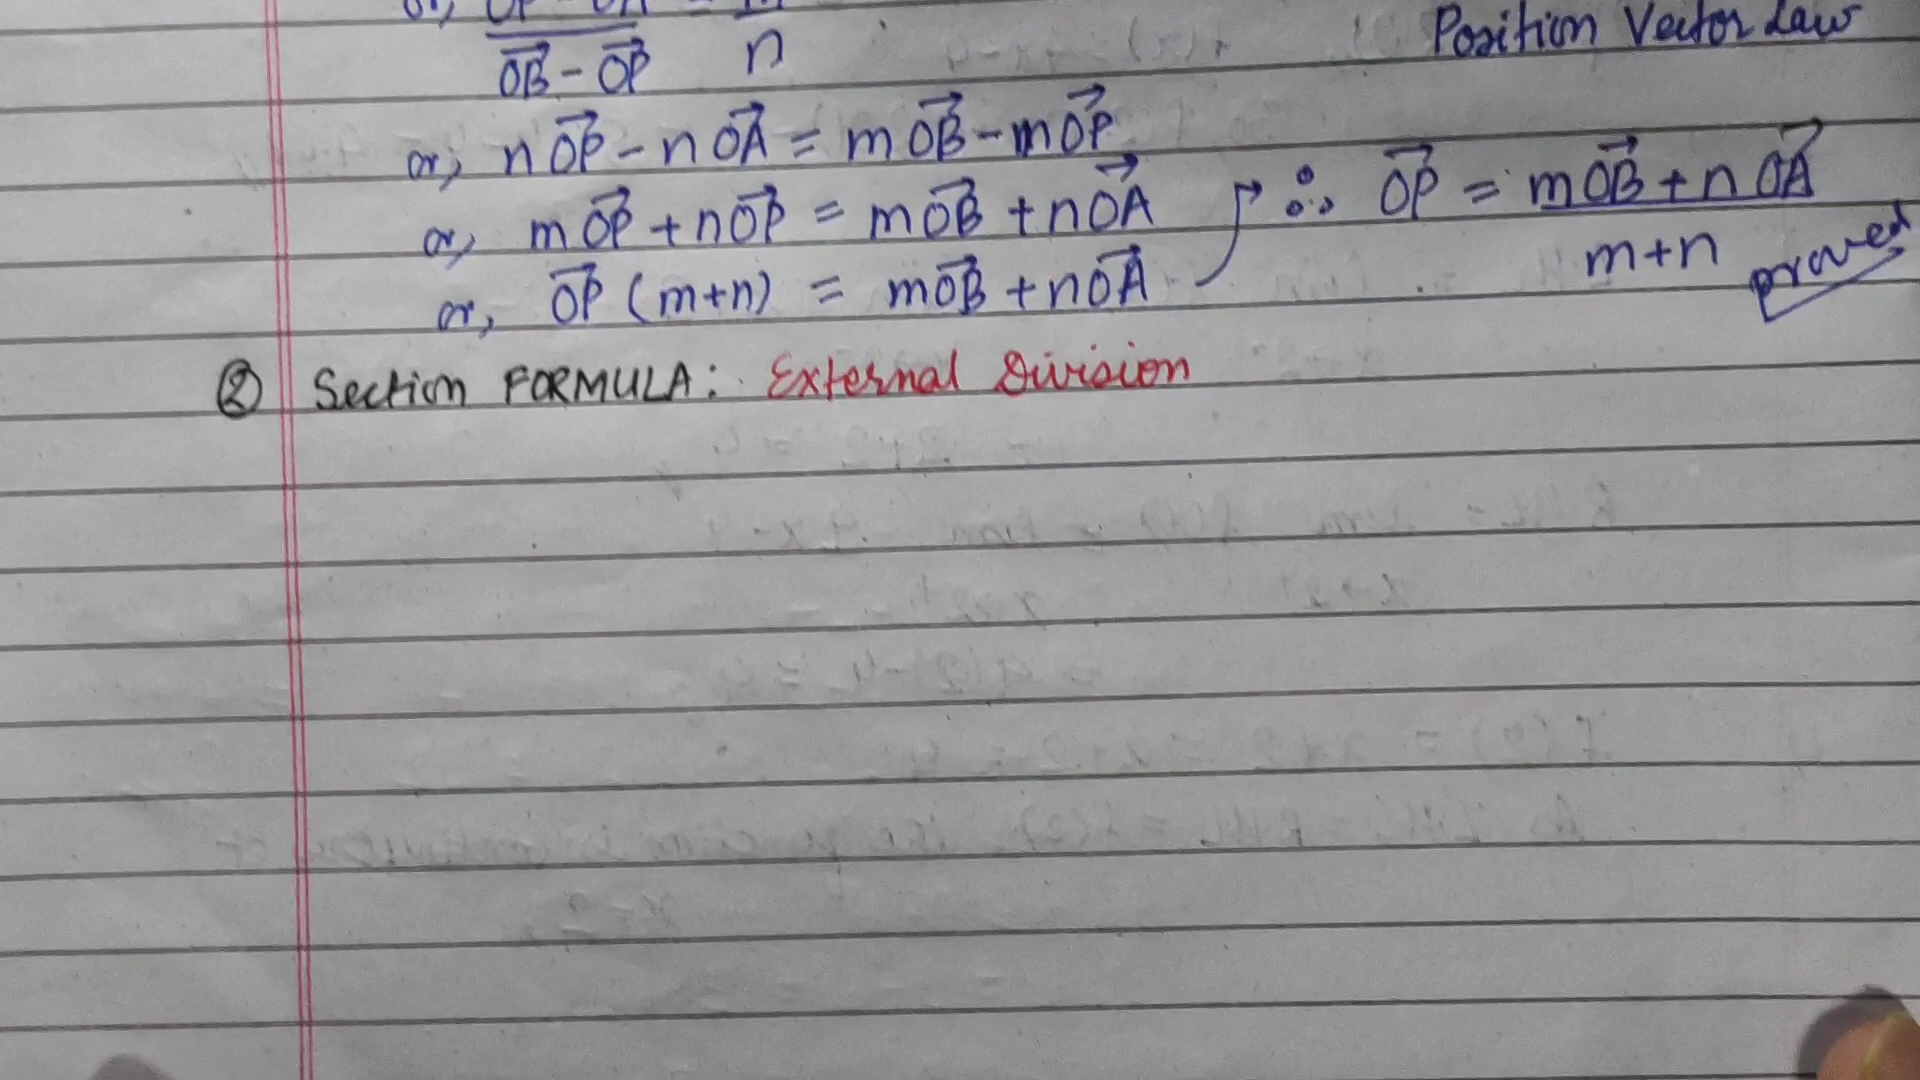 Position Vector Law
OB - OP n
or, nOP - nOA = mOB - mOP
or, mOP + nOP = mOB + nOA
or, OP (m+n) = mOB + nOA
∴ OP = mOB + nOA
m+n
proved
② Section FORMULA: External Division